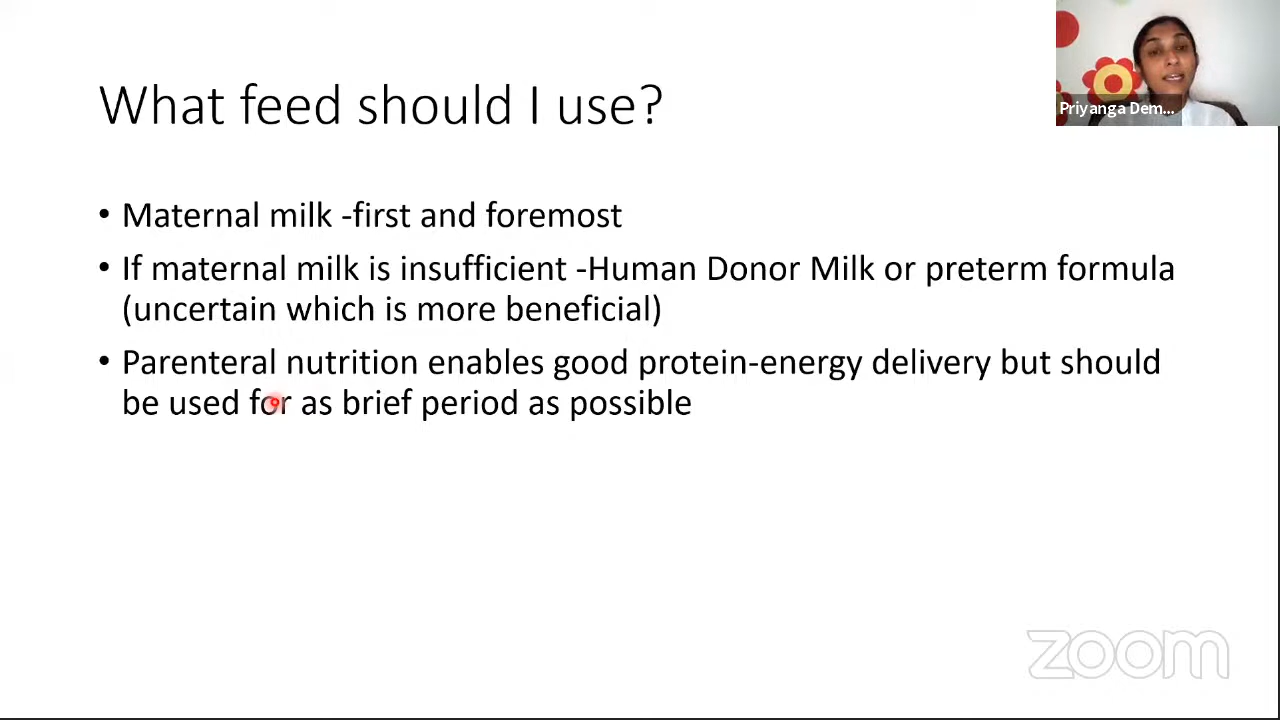 What feed should I use?
Priyanga Dem...
• Maternal milk -first and foremost
• If maternal milk is insufficient -Human Donor Milk or preterm formula
(uncertain which is more beneficial)
• Parenteral nutrition enables good protein-energy delivery but should
be used for as brief period as possible
zoom